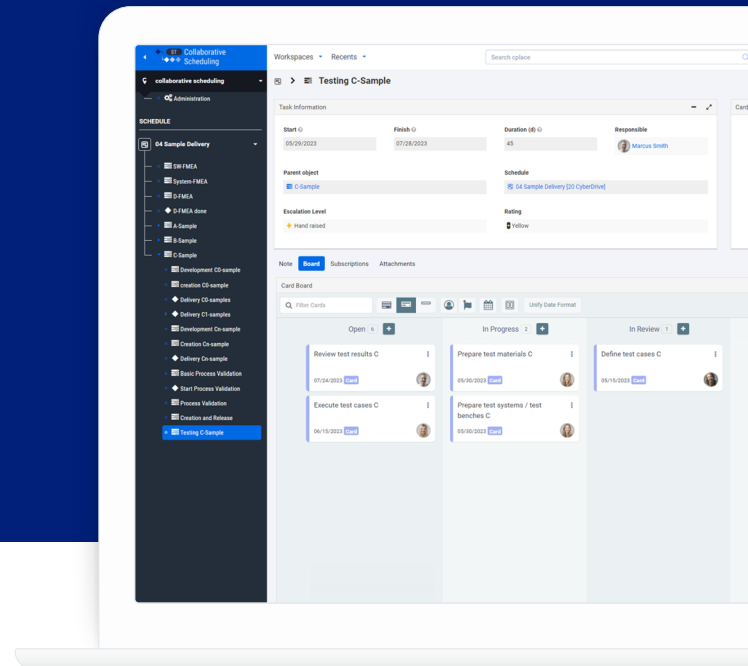 07
Collaborative
Scheduling
Workspaces
Recents
Search oplace
collaborative scheduling
Testing C-Sample
Administration
Task Information
Card
SCHEDULE
Start
Finish
Duration (d)
Responsible
05/29/2023
07/28/2023
45
Marcus Smith
04 Sample Delivery
Parent object
Schedule
C-Sample
04 Sample Delivery [20 CyberDrive]
Escalation Level
Rating
Hand raised
Yellow
SW-FMEA
System-FMEA
D-FMEA
D-FMEA done
A-Sample
B-Sample
C-Sample
Development C0-sample
creation C0-Sample
Delivery C0-samples
Delivery C1-samples
Development Cn-sample
Creation Cn-sample
Delivery Cn-sample
Basic Process Validation
Start Process Validation
Process Validation
Creation and Release
Testing C-Sample
Note
Board
Subscriptions
Attachments
Card Board
Filter Cards
Unify Date Format
Open 6 +
In Progress 2 +
In Review 1 +
Review test results C
07/24/2023 Card
Execute test cases C
06/15/2023 Card
Prepare test materials C
05/30/2023 Card
Prepare test systems / test
benches C
05/30/2023 Card
Define test cases C
05/15/2023 Card